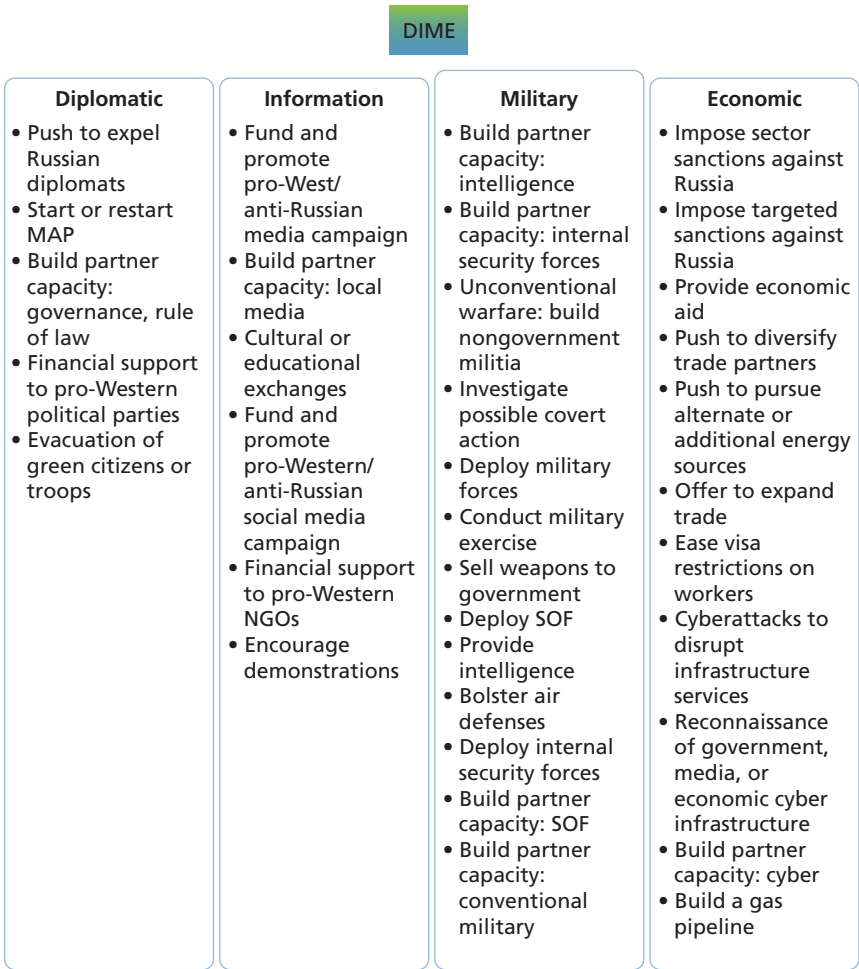 DIME
Diplomatic
• Push to expel
Russian
diplomats
• Start or restart
MAP
• Build partner
capacity:
governance, rule
of law
• Financial support
to pro-Western
political parties
• Evacuation of
green citizens or
troops
Information
• Fund and
promote
pro-West/
anti-Russian
media campaign
• Build partner
capacity: local
media
• Cultural or
educational
exchanges
• Fund and
promote
pro-Western/
anti-Russian
social media
campaign
• Financial support
to pro-Western
NGOs
• Encourage
demonstrations
Military
• Build partner
capacity:
intelligence
• Build partner
capacity: internal
security forces
• Unconventional
warfare: build
nongovernment
militia
• Investigate
possible covert
action
• Deploy military
forces
• Conduct military
exercise
• Sell weapons to
government
• Deploy SOF
• Provide
intelligence
• Bolster air
defenses
• Deploy internal
security forces
• Build partner
capacity: SOF
• Build partner
capacity:
conventional
military
Economic
• Impose sector
sanctions against
Russia
• Impose targeted
sanctions against
Russia
• Provide economic
aid
• Push to diversify
trade partners
• Push to pursue
alternate or
additional energy
sources
• Offer to expand
trade
• Ease visa
restrictions on
workers
• Cyberattacks to
disrupt
infrastructure
services
• Reconnaissance
of government,
media, or
economic cyber
infrastructure
• Build partner
capacity: cyber
• Build a gas
pipeline